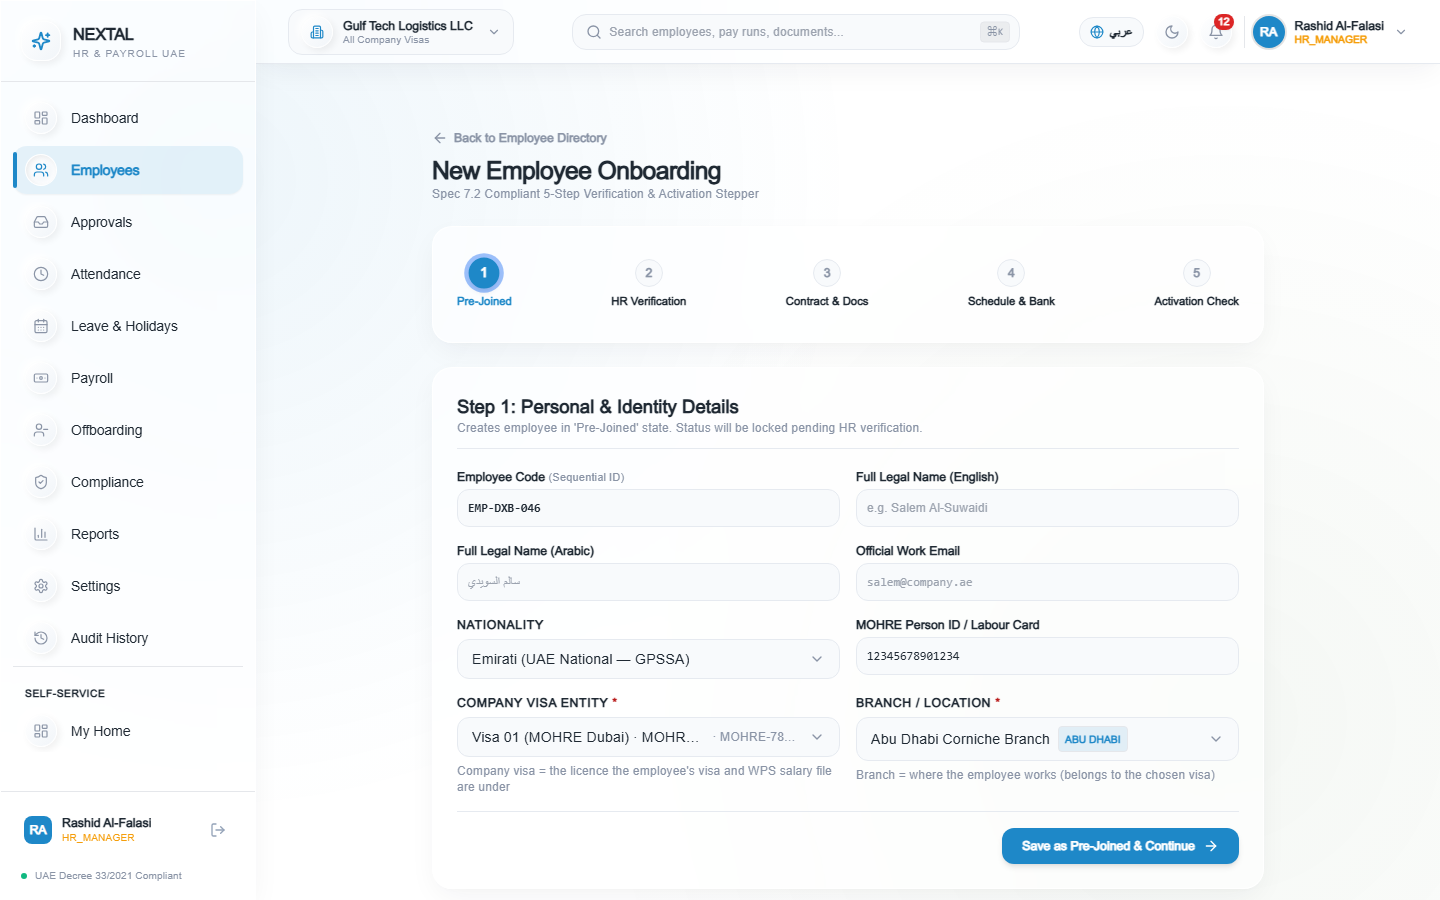 NEXTAL
HR & PAYROLL UAE
Dashboard
Employees
Approvals
Attendance
Leave & Holidays
Payroll
Offboarding
Compliance
Reports
Settings
Audit History
SELF-SERVICE
My Home
RA
Rashid Al-Falasi
HR_MANAGER
UAE Decree 33/2021 Compliant
Gulf Tech Logistics LLC
All Company Visas
Search employees, pay runs, documents...
⌘K
عربي
12
RA
Rashid Al-Falasi
HR_MANAGER
Back to Employee Directory
New Employee Onboarding
Spec 7.2 Compliant 5-Step Verification & Activation Stepper
1
Pre-Joined
2
HR Verification
3
Contract & Docs
4
Schedule & Bank
5
Activation Check
Step 1: Personal & Identity Details
Creates employee in 'Pre-Joined' state. Status will be locked pending HR verification.
Employee Code (Sequential ID)
EMP-DXB-046
Full Legal Name (English)
e.g. Salem Al-Suwaidi
Full Legal Name (Arabic)
سالم السويدي
Official Work Email
salem@company.ae
NATIONALITY
Emirati (UAE National — GPSSA)
MOHRE Person ID / Labour Card
12345678901234
COMPANY VISA ENTITY *
Visa 01 (MOHRE Dubai) · MOHR... · MOHRE-78...
Company visa = the licence the employee's visa and WPS salary file
are under
BRANCH / LOCATION *
Abu Dhabi Corniche Branch ABU DHABI
Branch = where the employee works (belongs to the chosen visa)
Save as Pre-Joined & Continue